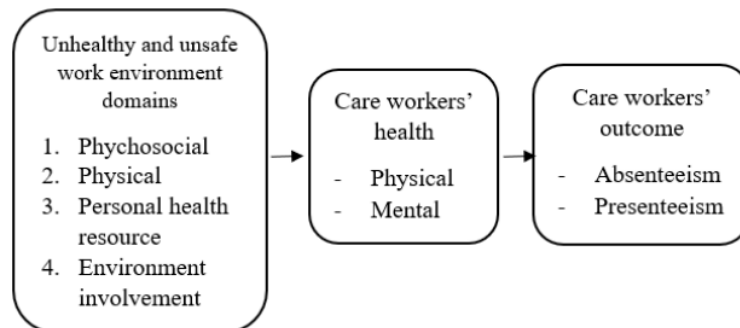 Unhealthy and unsafe
work environment
domains
1. Phychosocial
2. Physical
3. Personal health
resource
4. Environment
involvement
Care workers’
health
- Physical
- Mental
Care workers’
outcome
- Absenteeism
- Presenteeism